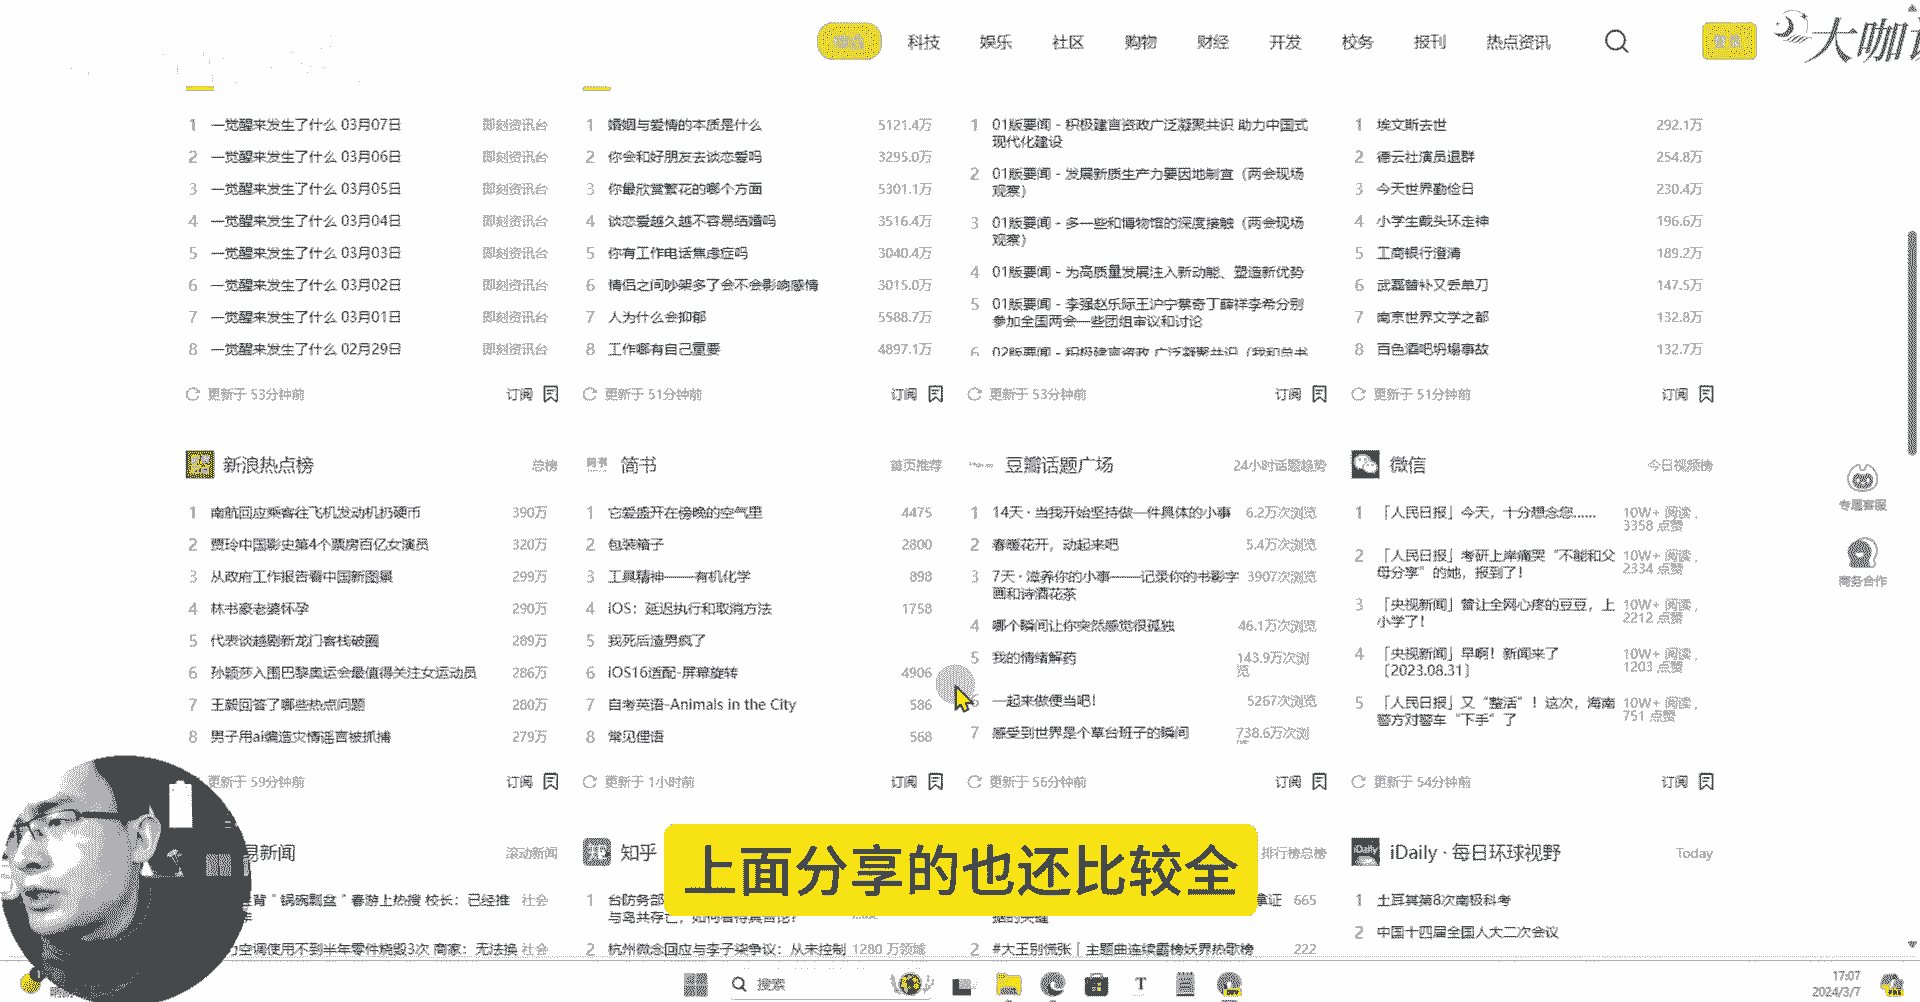 科技 娱乐 社区 购物 财经 开发 校务 报刊 热点资讯
大咖
1 一觉醒来发生了什么 03月07日 即刻资讯台
2 一觉醒来发生了什么 03月06日 即刻资讯台
3 一觉醒来发生了什么 03月05日 即刻资讯台
4 一觉醒来发生了什么 03月04日 即刻资讯台
5 一觉醒来发生了什么 03月03日 即刻资讯台
6 一觉醒来发生了什么 03月02日 即刻资讯台
7 一觉醒来发生了什么 03月01日 即刻资讯台
8 一觉醒来发生了什么 02月29日 即刻资讯台
更新于 53分钟前 订阅
1 婚姻与爱情的本质是什么 5121.4万
2 你会和好朋友去谈恋爱吗 3295.0万
3 你最欣赏繁花的哪个方面 5301.1万
4 谈恋爱越久越不容易结婚吗 3516.4万
5 你有工作电话焦虑症吗 3040.4万
6 情侣之间吵架多了会不会影响感情 3015.0万
7 人为什么会抑郁 5588.7万
8 工作哪有自己重要 4897.1万
更新于 51分钟前 订阅
1 01版要闻 - 积极建言资政广泛凝聚共识 助力中国式
现代化建设
2 01版要闻 - 发展新质生产力要因地制宜（两会现场
观察）
3 01版要闻 - 多一些和博物馆的深度接触（两会现场
观察）
4 01版要闻 - 为高质量发展注入新动能、塑造新优势
5 01版要闻 - 李强赵乐际王沪宁蔡奇丁薛祥李希分别
参加全国两会一些团组审议和讨论
6 02版要闻 - 积极建言资政 广泛凝聚共识（我和总书
更新于 53分钟前 订阅
1 埃文斯去世 292.1万
2 德云社演员退群 254.8万
3 今天世界勤俭日 230.4万
4 小学生戴头环走神 196.6万
5 工商银行澄清 189.2万
6 武磊替补又丢单刀 147.5万
7 南京世界文学之都 132.8万
8 百色酒吧坍塌事故 132.7万
更新于 51分钟前 订阅
新浪热点榜 总榜
1 南航回应乘客往飞机发动机扔硬币 390万
2 贾玲中国影史第4个票房百亿女演员 320万
3 从政府工作报告看中国新图景 299万
4 林书豪老婆怀孕 290万
5 代表谈越剧新龙门客栈破圈 289万
6 孙颖莎入围巴黎奥运会最值得关注女运动员 286万
7 王毅回答了哪些热点问题 280万
8 男子用ai编造灾情谣言被抓捕 279万
更新于 59分钟前 订阅
简书 首页推荐
1 它爱盛开在傍晚的空气里 4475
2 包装箱子 2800
3 工具精神——有机化学 898
4 iOS：延迟执行和取消方法 1758
5 我死后渣男疯了
6 iOS16适配-屏幕旋转 4906
7 自考英语-Animals in the City 586
8 常见俚语 568
更新于 1小时前 订阅
豆瓣话题广场 24小时话题趋势
1 14天 · 当我开始坚持做一件具体的小事 6.2万次浏览
2 春暖花开，动起来吧 5.4万次浏览
3 7天 · 滋养你的小事——记录你的书影字 3907次浏览
画和诗酒花茶
4 哪个瞬间让你突然感觉很孤独 46.1万次浏览
5 我的情绪解药 143.9万次浏
览
6 一起来做便当吧！ 5267次浏览
7 感受到世界是个草台班子的瞬间 738.6万次浏
更新于 56分钟前 订阅
微信 今日视频榜
1 「人民日报」今天，十分想念您…… 10W+ 阅读，
3358 点赞
2 「人民日报」考研上岸痛哭“不能和父 10W+ 阅读，
母分享”的她，报到了！ 2334 点赞
3 「央视新闻」曾让全网心疼的豆豆，上 10W+ 阅读，
小学了！ 2212 点赞
4 「央视新闻」早啊！新闻来了 10W+ 阅读，
〔2023.08.31〕 1203 点赞
5 「人民日报」又“整活”！这次，海南 10W+ 阅读，
警方对警车“下手”了 751 点赞
更新于 54分钟前 订阅
专题客服
商务合作
易新闻 滚动新闻
背＂锅碗瓢盆＂春游上热搜 校长：已经推 社会
空调使用不到半年零件烧毁3次 商家：无法换 社会
知乎
1 台防务部
2 杭州微念回应与李子柒争议：从未控制 1280 万领域
排行榜总榜
665
2 #大王别慌张 | 主题曲连续霸榜妖界热歌榜 222
iDaily · 每日环球视野 Today
1 土耳其第8次南极科考
2 中国十四届全国人大二次会议
上面分享的也还比较全
搜索
17:07
2024/3/7